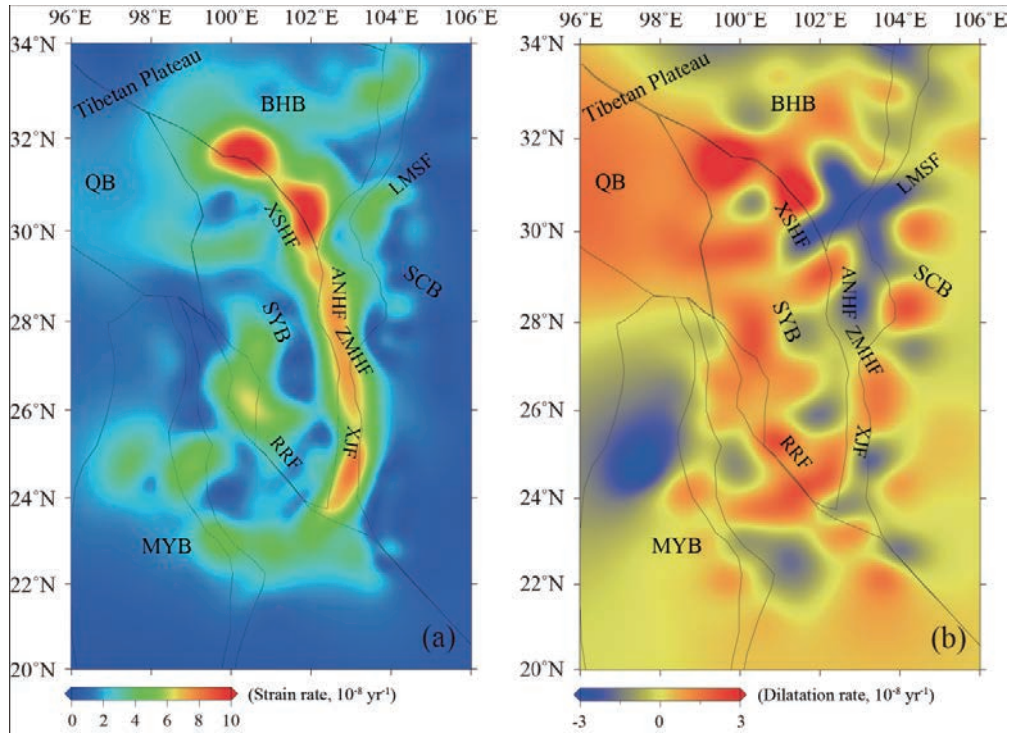 96°E 98°E 100°E 102°E 104°E 106°E
96°E 98°E 100°E 102°E 104°E 106°E
34°N
32°N
30°N
28°N
26°N
24°N
22°N
20°N
Tibetan Plateau
BHB
QB
LMSF
XSHF
SCB
ANHF
SYB
ZMHF
XJF
RRF
MYB
(a)
0 2 4 6 8 10
(Strain rate, 10⁻⁸ yr⁻¹)
34°N
32°N
30°N
28°N
26°N
24°N
22°N
20°N
Tibetan Plateau
BHB
QB
LMSF
XSHF
SCB
ANHF
SYB
ZMHF
XJF
RRF
MYB
(b)
-3 0 3
(Dilatation rate, 10⁻⁸ yr⁻¹)